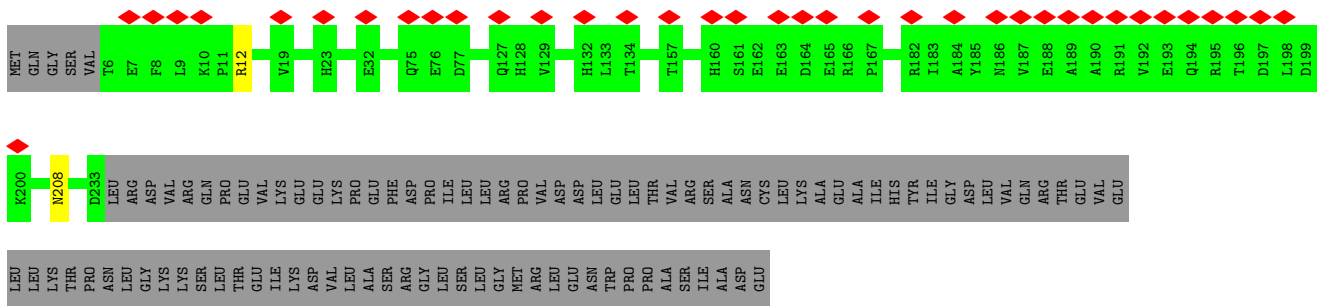 MET GLN GLY SER VAL T6 E7 F8 L9 K10 P11 R12 V19 H23 E32 Q75 E76 D77 Q127 H128 V129 H132 L133 T134 T157 H160 S161 E162 E163 D164 E165 R166 P167 R182 I183 A184 Y185 N186 V187 E188 A189 A190 R191 V192 E193 Q194 R195 T196 D197 L198 D199
K200 N208 D233 LEU ARG ASP VAL ARG GLN PRO GLU VAL LYS GLU GLU LYS PRO GLU PHE ASP PRO ILE LEU LEU ARG PRO VAL ASP ASP LEU GLU LEU THR VAL ARG SER ALA ASN CYS LEU LYS ALA GLU ALA ILE HIS TYR ILE GLY ASP LEU VAL GLN ARG THR GLU VAL GLU
LEU LEU LYS THR PRO ASN LEU GLY LYS LYS SER LEU THR GLU ILE LYS ASP VAL LEU ALA SER ARG GLY LEU SER LEU GLY MET ARG LEU GLU ASN TRP PRO PRO ALA SER ILE ALA ASP GLU